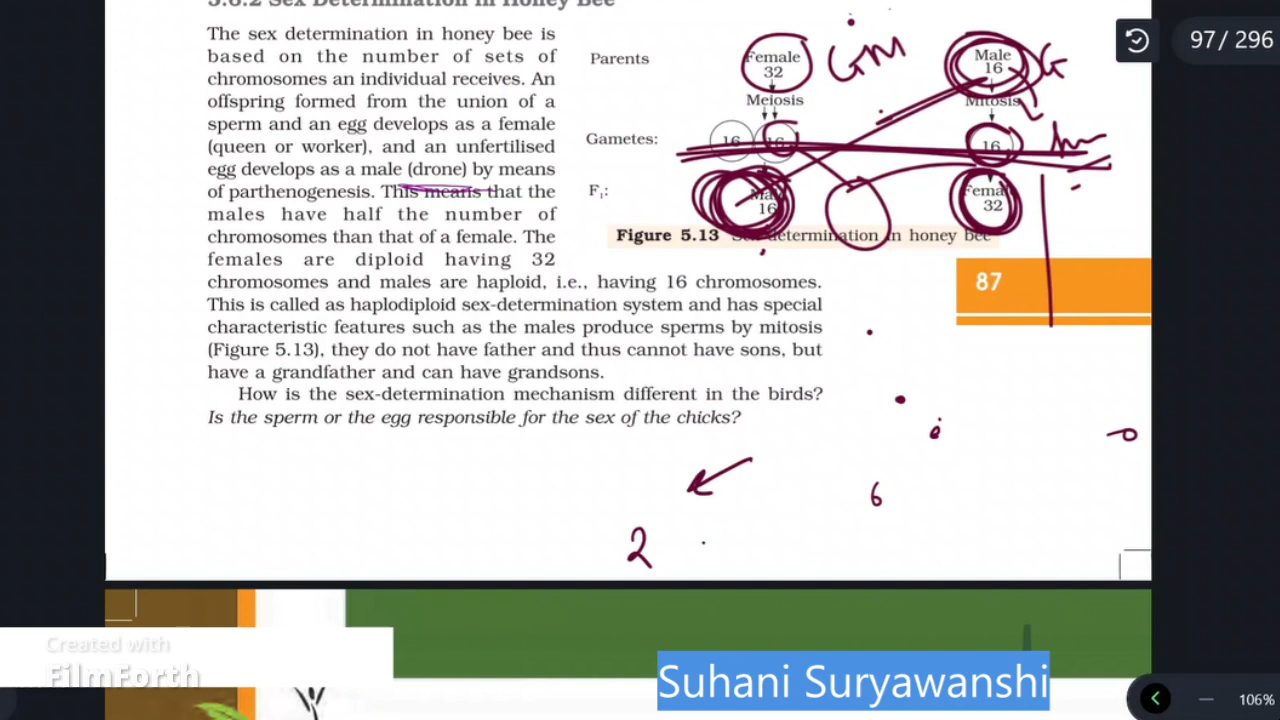 5.6.2 Sex Determination in Honey Bee
The sex determination in honey bee is
based on the number of sets of
chromosomes an individual receives. An
offspring formed from the union of a
sperm and an egg develops as a female
(queen or worker), and an unfertilised
egg develops as a male (drone) by means
of parthenogenesis. This means that the
males have half the number of
chromosomes than that of a female. The
females are diploid having 32
chromosomes and males are haploid, i.e., having 16 chromosomes.
This is called as haplodiploid sex-determination system and has special
characteristic features such as the males produce sperms by mitosis
(Figure 5.13), they do not have father and thus cannot have sons, but
have a grandfather and can have grandsons.
How is the sex-determination mechanism different in the birds?
Is the sperm or the egg responsible for the sex of the chicks?
Parents
Female
32
GM
Male
16
G
Meiosis
Mitosis
Gametes:
16
16
16
F1:
Male
16
Female
32
Figure 5.13 Sex determination in honey bee
87
6
2
97 / 296
Created with
FilmForth
Suhani Suryawanshi
106%